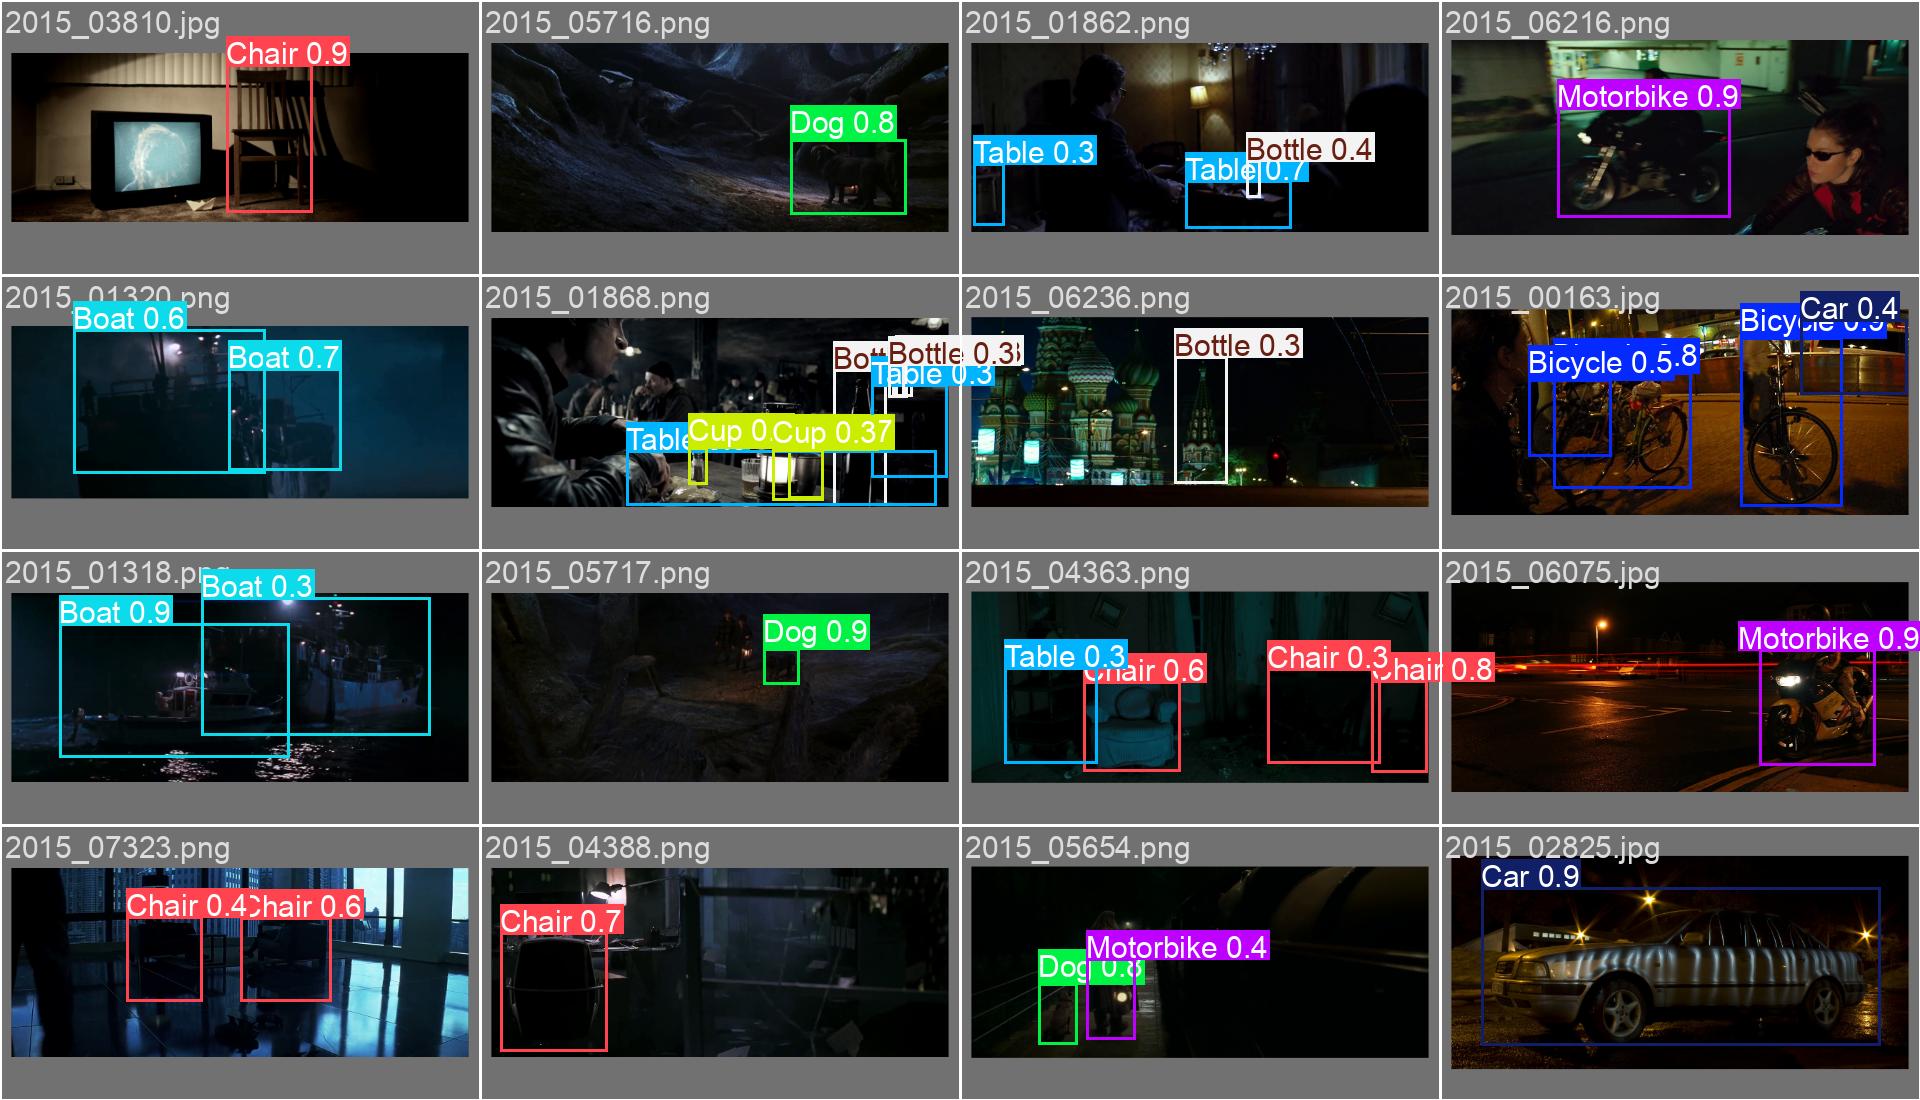 2015_03810.jpg
Chair 0.9
2015_05716.png
Dog 0.8
2015_01862.png
Table 0.3
Bottle 0.4
Table 0.7
2015_06216.png
Motorbike 0.9
2015_01320.png
Boat 0.6
Boat 0.7
2015_01868.png
Bottle 0.3
Table 0.3
Table
Cup 0.
Cup 0.37
2015_06236.png
Bottle 0.3
2015_00163.jpg
Car 0.4
Bicycle 0.9
Bicycle 0.5
.8
2015_01318.png
Boat 0.3
Boat 0.9
2015_05717.png
Dog 0.9
2015_04363.png
Table 0.3
Chair 0.6
Chair 0.3
Chair 0.8
2015_06075.jpg
Motorbike 0.9
2015_07323.png
Chair 0.4
Chair 0.6
2015_04388.png
Chair 0.7
2015_05654.png
Motorbike 0.4
Dog 0.8
2015_02825.jpg
Car 0.9